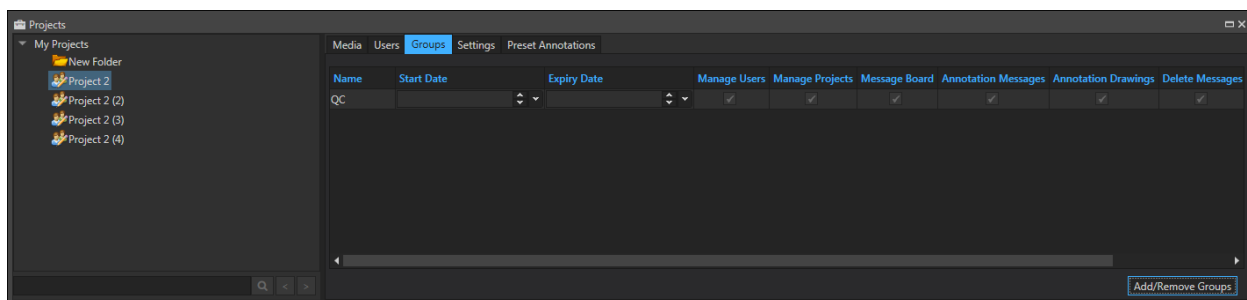 Projects
My Projects
New Folder
Project 2
Project 2 (2)
Project 2 (3)
Project 2 (4)
Media Users Groups Settings Preset Annotations
Name Start Date Expiry Date Manage Users Manage Projects Message Board Annotation Messages Annotation Drawings Delete Messages
QC
< >
Add/Remove Groups